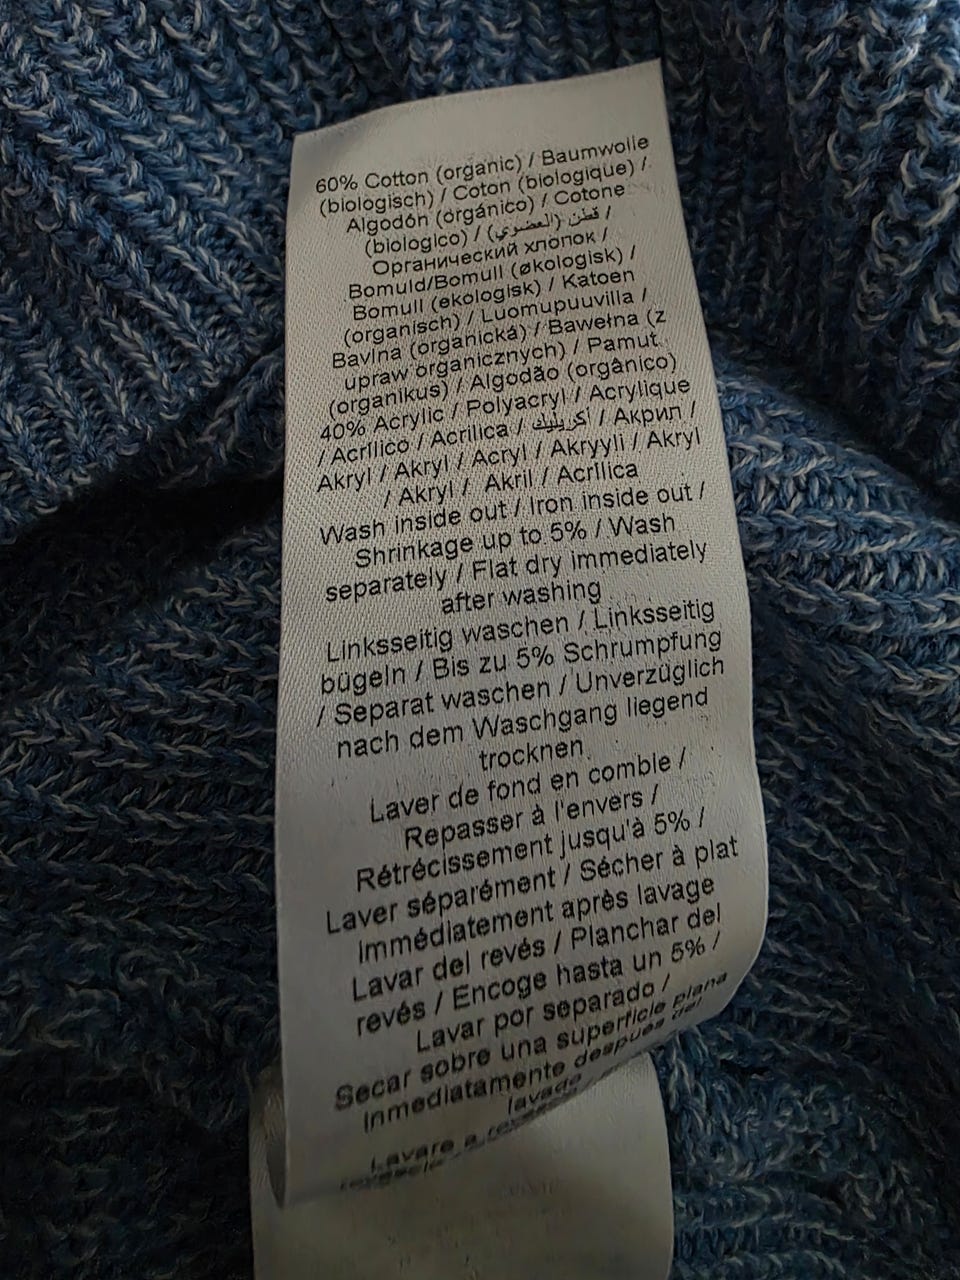 60% Cotton (organic) / Baumwolle
(biologisch) / Coton (biologique) /
Algodón (orgánico) / Cotone
(biologico) / قطن (العضوي) /
Органический хлопок /
Bomuld/Bomull (økologisk) /
Bomull (ekologisk) / Katoen
(organisch) / Luomupuuvilla /
Bavlna (organická) / Bawełna (z
upraw organicznych) / Pamut
(organikus) / Algodão (orgânico)
40% Acrylic / Polyacryl / Acrylique
/ Acrílico / Acrilica / أكريليك / Акрил /
Akryl / Akryl / Acryl / Akryyli / Akryl
/ Akryl / Akril / Acrílica
Wash inside out / Iron inside out /
Shrinkage up to 5% / Wash
separately / Flat dry immediately
after washing
Linksseitig waschen / Linksseitig
bügeln / Bis zu 5% Schrumpfung
/ Separat waschen / Unverzüglich
nach dem Waschgang liegend
trocknen
Laver de fond en comble /
Repasser à l'envers /
Rétrécissement jusqu'à 5% /
Laver séparément / Sécher à plat
immédiatement après lavage
Lavar del revés / Planchar del
revés / Encoge hasta un 5% /
Lavar por separado /
Secar sobre una superficie plana
inmediatamente después del
lavado
Lavare a